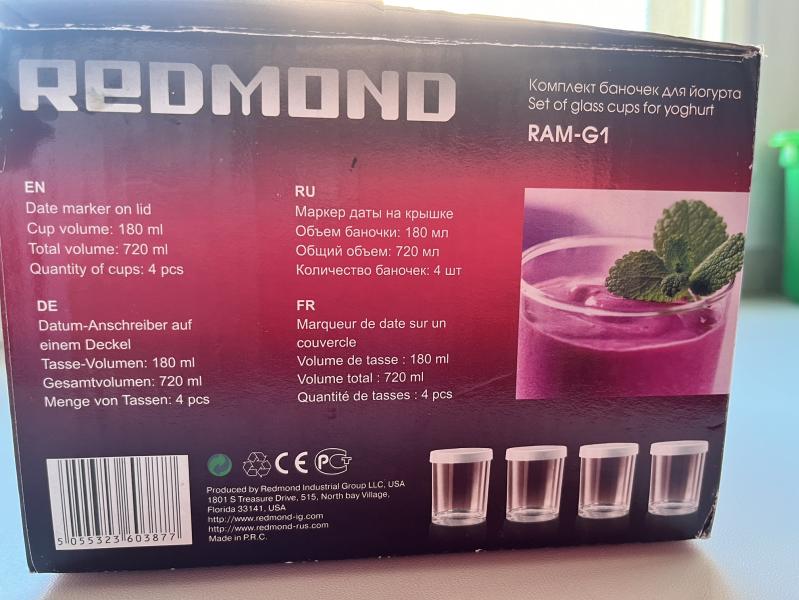 REDMOND
Комплект баночек для йогурта
Set of glass cups for yoghurt
RAM-G1
EN
Date marker on lid
Cup volume: 180 ml
Total volume: 720 ml
Quantity of cups: 4 pcs
RU
Маркер даты на крышке
Объем баночки: 180 мл
Общий объем: 720 мл
Количество баночек: 4 шт
DE
Datum-Anschreiber auf
einem Deckel
Tasse-Volumen: 180 ml
Gesamtvolumen: 720 ml
Menge von Tassen: 4 pcs
FR
Marqueur de date sur un
couvercle
Volume de tasse : 180 ml
Volume total : 720 ml
Quantité de tasses : 4 pcs
5 055323 603877
CE РСТ
Produced by Redmond Industrial Group LLC, USA
1801 S Treasure Drive, 515, North bay Village,
Florida 33141, USA
http://www.redmond-ig.com
http://www.redmond-rus.com
Made in P.R.C.